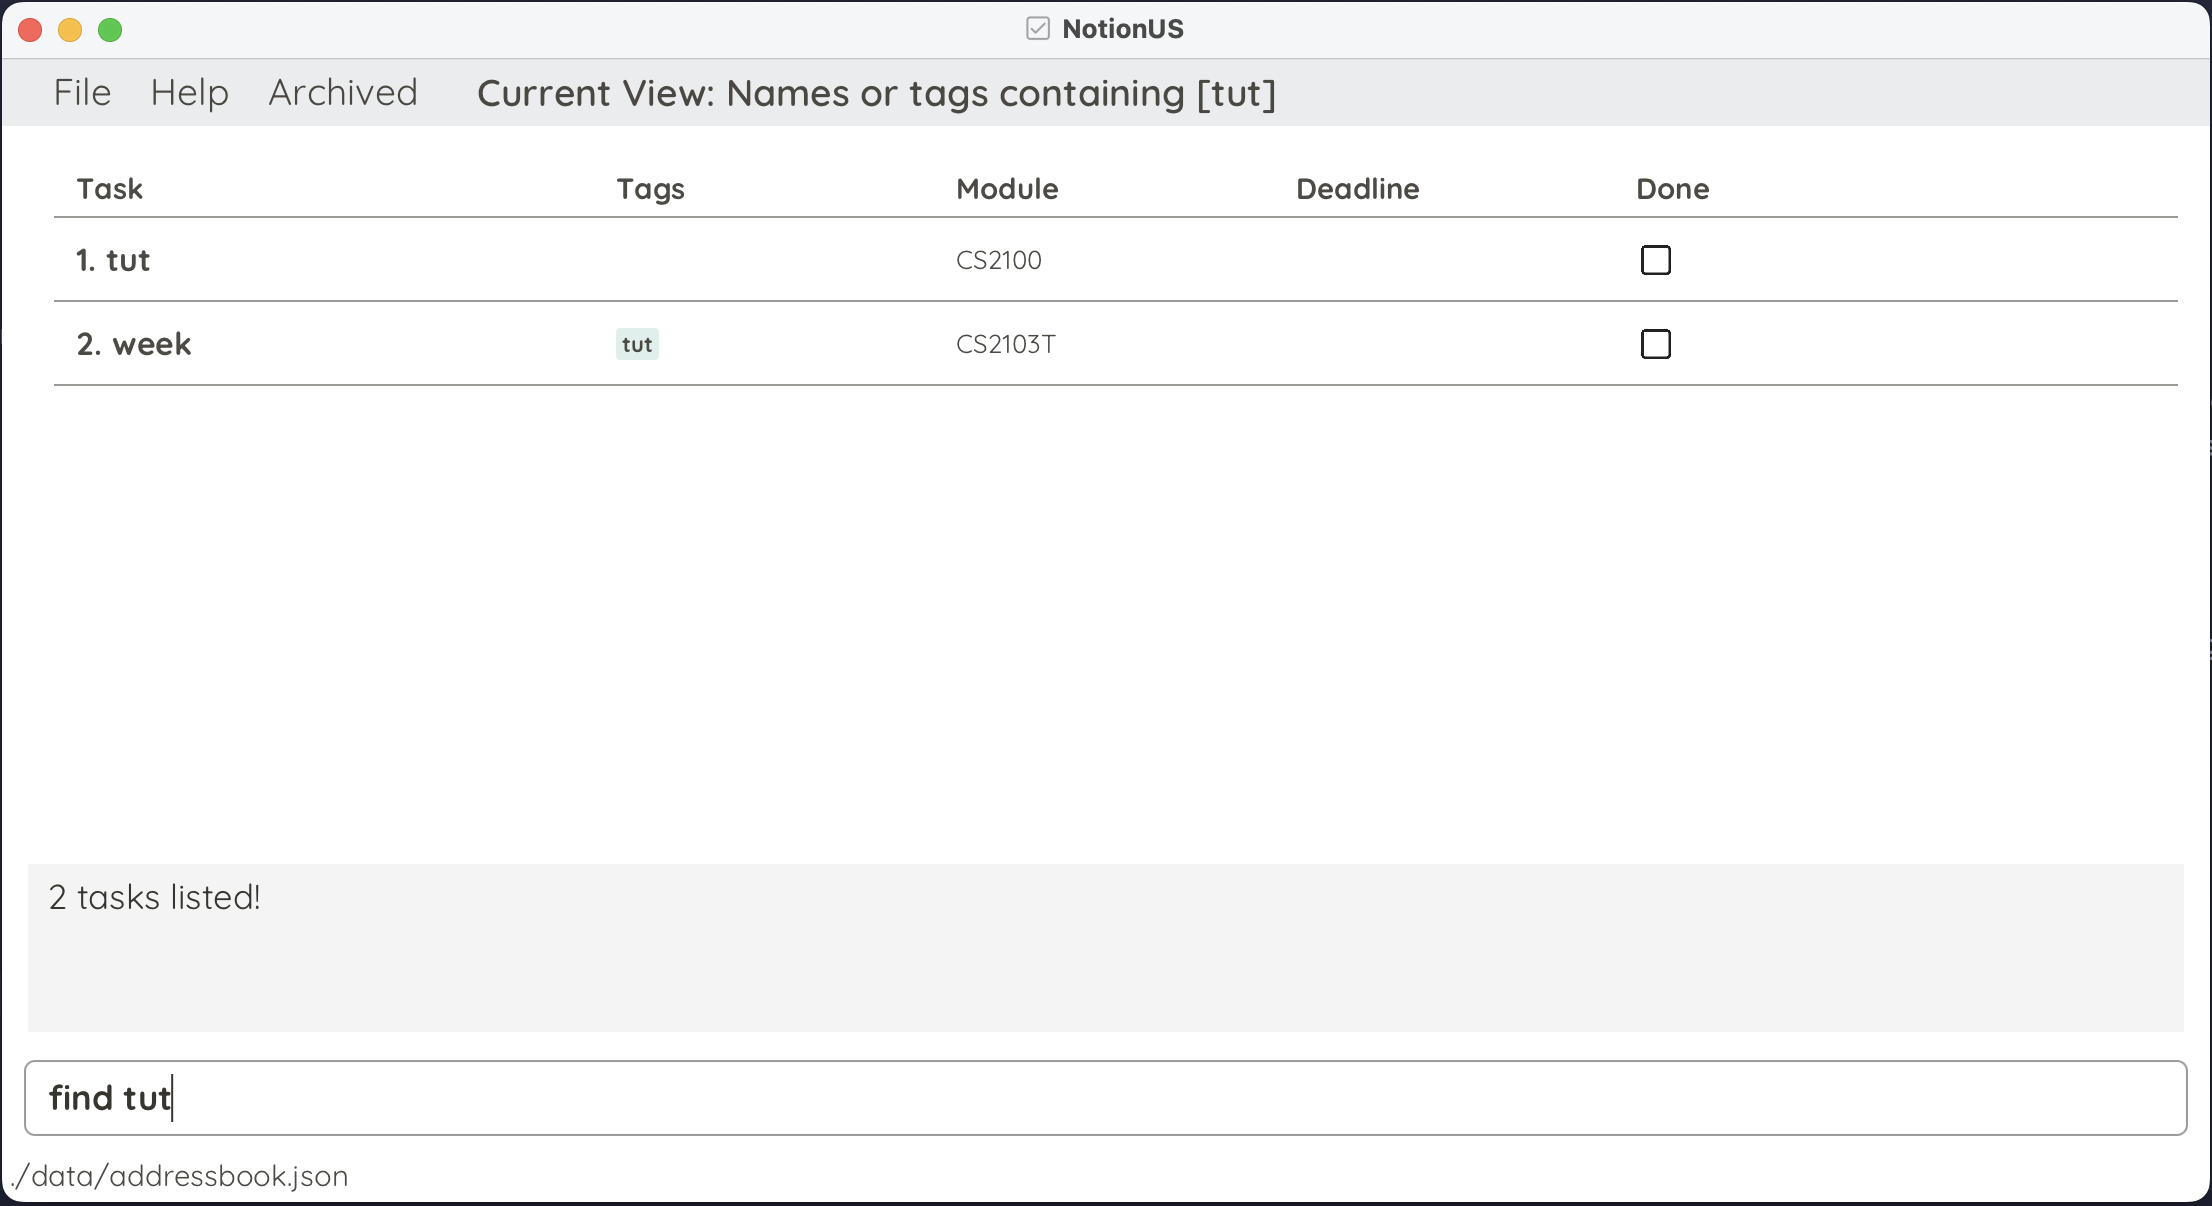 NotionUS
File Help Archived Current View: Names or tags containing [tut]
Task Tags Module Deadline Done
1. tut CS2100
2. week tut CS2103T
2 tasks listed!
find tut
./data/addressbook.json